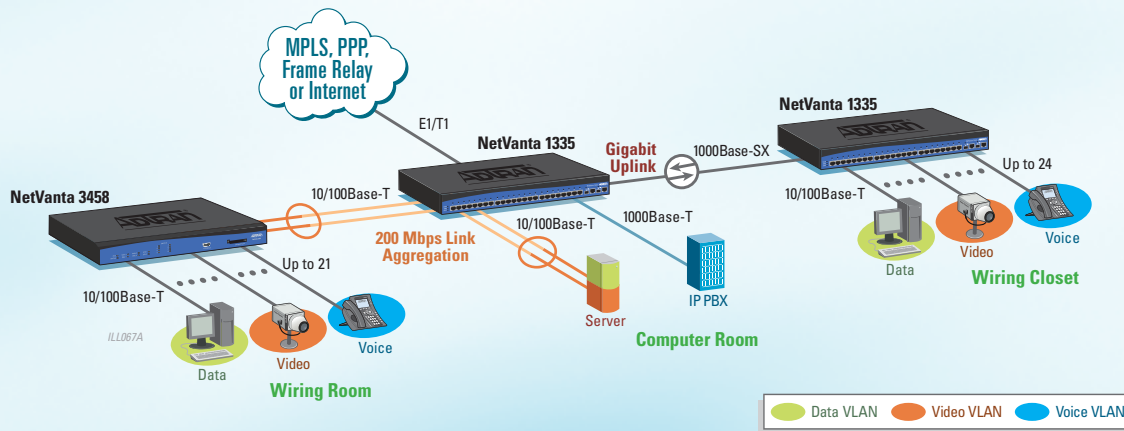 MPLS, PPP,
Frame Relay
or Internet
E1/T1
NetVanta 1335
ADTRAN
Gigabit
Uplink
1000Base-SX
NetVanta 1335
ADTRAN
10/100Base-T
Up to 24
Data
Video
Voice
Wiring Closet
NetVanta 3458
ADTRAN
10/100Base-T
200 Mbps Link
Aggregation
10/100Base-T
1000Base-T
Server
IP PBX
Computer Room
10/100Base-T
Up to 21
ILL067A
Data
Video
Voice
Wiring Room
Data VLAN
Video VLAN
Voice VLAN